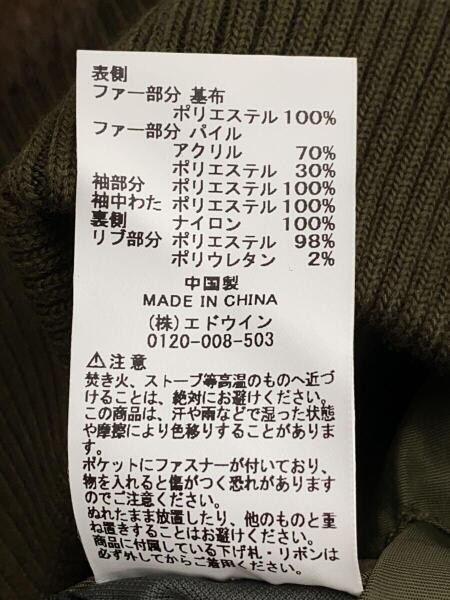 表側
ファー部分 基布
ポリエステル 100%
ファー部分 パイル
アクリル 70%
ポリエステル 30%
袖部分 ポリエステル 100%
袖中わた ポリエステル 100%
裏側 ナイロン 100%
リブ部分 ポリエステル 98%
ポリウレタン 2%
中国製
MADE IN CHINA
(株)エドウイン
0120-008-503
⚠注意
焚き火、ストーブ等高温のものへ近づ
けることは、絶対にお避けください。
この商品は、汗や雨などで湿った状態
や摩擦により色移りすることがありま
す。
ポケットにファスナーが付いており、
物を入れると傷がつく恐れがあります
のでご注意ください。
ぬれたまま放置したり、他のものと重
ね置きすることはお避けください。
商品に付属している下げ札・リボンは
必ず外してからご着用ください。